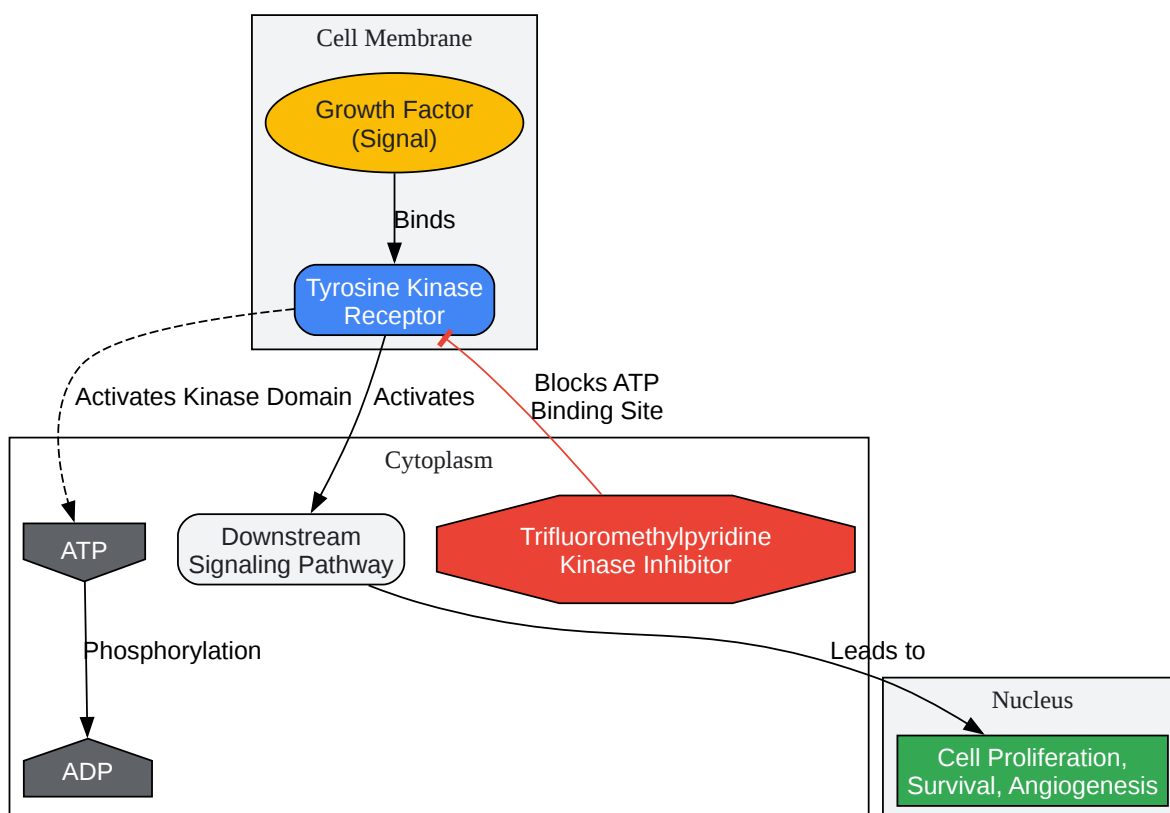 Cell Membrane
Growth Factor
(Signal)
Binds
Tyrosine Kinase
Receptor
Activates Kinase Domain
Activates
Blocks ATP
Binding Site
Cytoplasm
ATP
Downstream
Signaling Pathway
Trifluoromethylpyridine
Kinase Inhibitor
Phosphorylation
Leads to
Nucleus
ADP
Cell Proliferation,
Survival, Angiogenesis